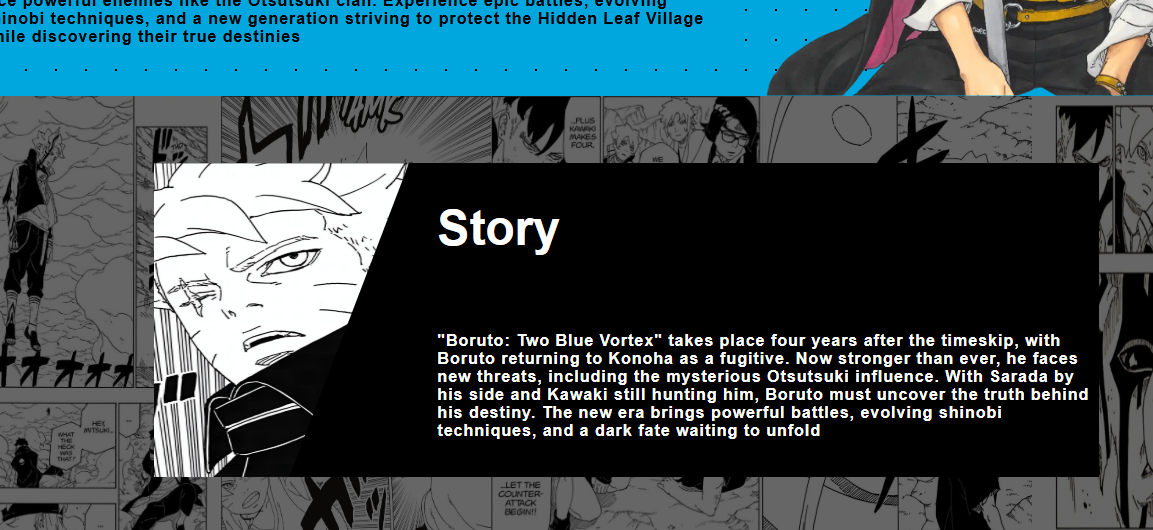 ce powerful enemies like the Otsutsuki clan. Experience epic battles, evolving
inobi techniques, and a new generation striving to protect the Hidden Leaf Village
hile discovering their true destinies
...PLUS
KAWAKI
MAKES
FOUR.
WE
Story
"Boruto: Two Blue Vortex" takes place four years after the timeskip, with
Boruto returning to Konoha as a fugitive. Now stronger than ever, he faces
new threats, including the mysterious Otsutsuki influence. With Sarada by
his side and Kawaki still hunting him, Boruto must uncover the truth behind
his destiny. The new era brings powerful battles, evolving shinobi
techniques, and a dark fate waiting to unfold
HEY,
MITSUKI...
WHAT
THE
HECK
WAS
THAT?
...LET THE
COUNTER-
ATTACK
BEGIN!!